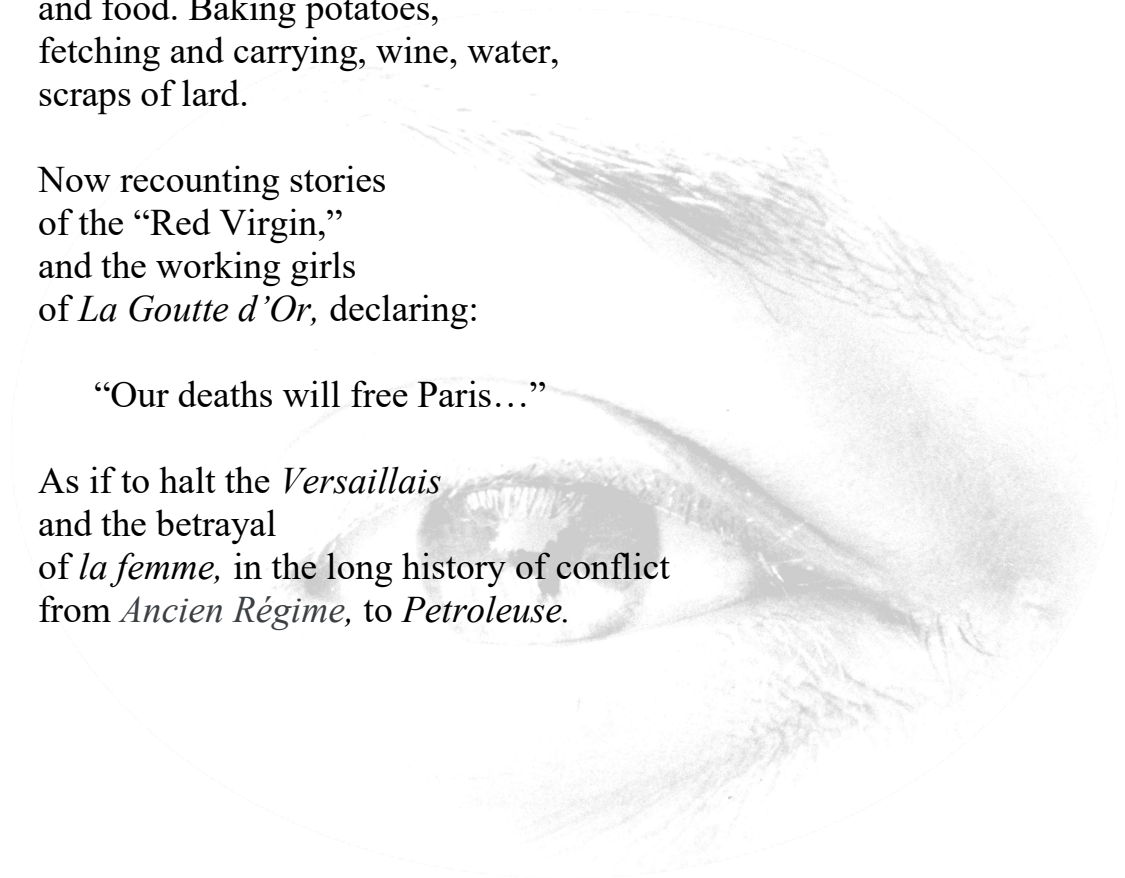 and food. Baking potatoes,
fetching and carrying, wine, water,
scraps of lard.
Now recounting stories
of the “Red Virgin,”
and the working girls
of La Goutte d’Or, declaring:
“Our deaths will free Paris…”
As if to halt the Versaillais
and the betrayal
of la femme, in the long history of conflict
from Ancien Régime, to Petroleuse.